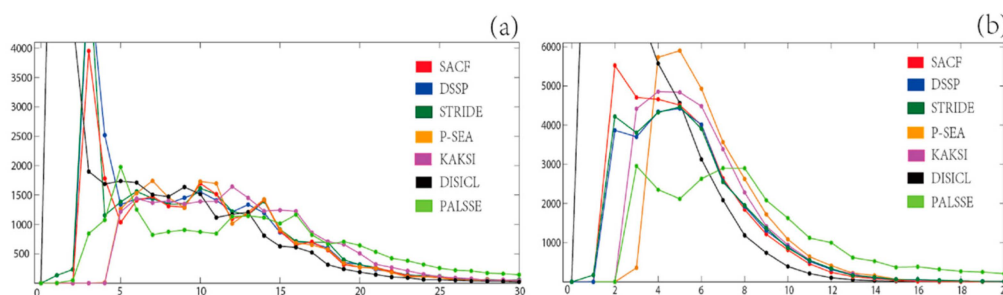 (a)
4000
3500
3000
2500
2000
1500
1000
500
0 5 10 15 20 25 30
SACF
DSSP
STRIDE
P-SEA
KAKSI
DISICL
PALSSE
(b)
6000
5000
4000
3000
2000
1000
0 2 4 6 8 10 12 14 16 18
SACF
DSSP
STRIDE
P-SEA
KAKSI
DISICL
PALSSE